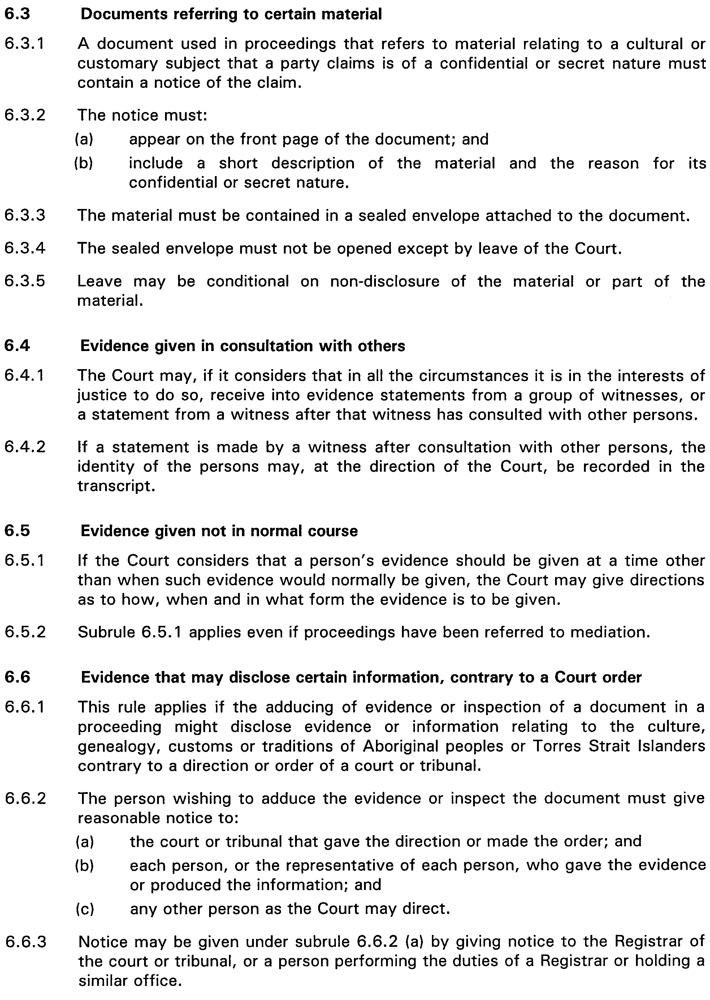 6.3 Documents referring to certain material
6.3.1 A document used in proceedings that refers to material relating to a cultural or
customary subject that a party claims is of a confidential or secret nature must
contain a notice of the claim.
6.3.2 The notice must:
(a) appear on the front page of the document; and
(b) include a short description of the material and the reason for its
confidential or secret nature.
6.3.3 The material must be contained in a sealed envelope attached to the document.
6.3.4 The sealed envelope must not be opened except by leave of the Court.
6.3.5 Leave may be conditional on non-disclosure of the material or part of the
material.
6.4 Evidence given in consultation with others
6.4.1 The Court may, if it considers that in all the circumstances it is in the interests of
justice to do so, receive into evidence statements from a group of witnesses, or
a statement from a witness after that witness has consulted with other persons.
6.4.2 If a statement is made by a witness after consultation with other persons, the
identity of the persons may, at the direction of the Court, be recorded in the
transcript.
6.5 Evidence given not in normal course
6.5.1 If the Court considers that a person's evidence should be given at a time other
than when such evidence would normally be given, the Court may give directions
as to how, when and in what form the evidence is to be given.
6.5.2 Subrule 6.5.1 applies even if proceedings have been referred to mediation.
6.6 Evidence that may disclose certain information, contrary to a Court order
6.6.1 This rule applies if the adducing of evidence or inspection of a document in a
proceeding might disclose evidence or information relating to the culture,
genealogy, customs or traditions of Aboriginal peoples or Torres Strait Islanders
contrary to a direction or order of a court or tribunal.
6.6.2 The person wishing to adduce the evidence or inspect the document must give
reasonable notice to:
(a) the court or tribunal that gave the direction or made the order; and
(b) each person, or the representative of each person, who gave the evidence
or produced the information; and
(c) any other person as the Court may direct.
6.6.3 Notice may be given under subrule 6.6.2 (a) by giving notice to the Registrar of
the court or tribunal, or a person performing the duties of a Registrar or holding a
similar office.